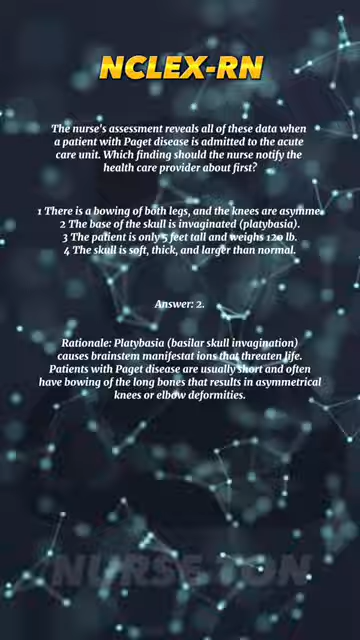 NCLEX-RN
The nurse's assessment reveals all of these data when
a patient with Paget disease is admitted to the acute
care unit. Which finding should the nurse notify the
health care provider about first?
1 There is a bowing of both legs, and the knees are asymme
2 The base of the skull is invaginated (platybasia).
3 The patient is only 5 feet tall and weighs 120 lb.
4 The skull is soft, thick, and larger than normal.
Answer: 2.
Rationale: Platybasia (basilar skull invagination)
causes brainstem manifestat ions that threaten life.
Patients with Paget disease are usually short and often
have bowing of the long bones that results in asymmetrical
knees or elbow deformities.
NURSE TON